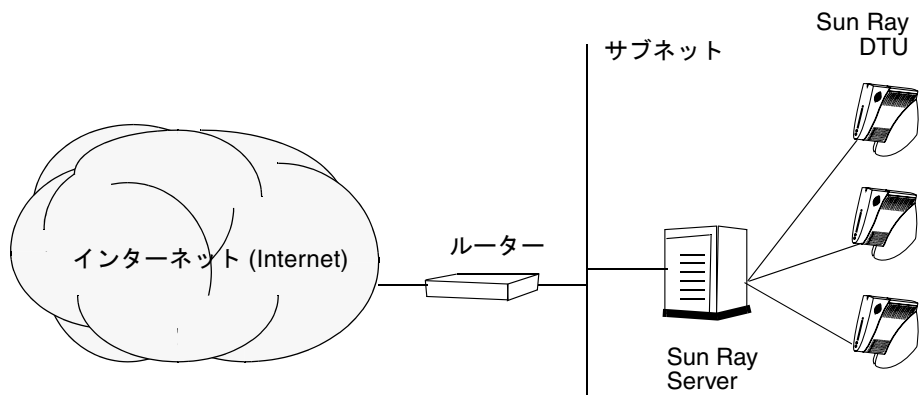 Sun Ray
DTU
サブネット
ルーター
インターネット (Internet)
Sun Ray
Server